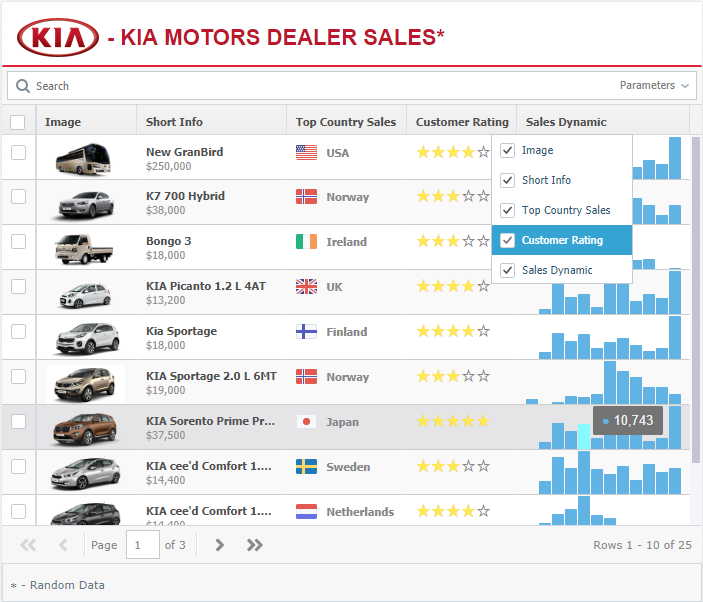 KIA - KIA MOTORS DEALER SALES*
Search Parameters
Image Short Info Top Country Sales Customer Rating Sales Dynamic
New GranBird USA
$250,000
Image
Short Info
Top Country Sales
Customer Rating
Sales Dynamic
K7 700 Hybrid Norway
$38,000
Bongo 3 Ireland
$18,000
KIA Picanto 1.2 L 4AT UK
$13,200
Kia Sportage Finland
$18,000
KIA Sportage 2.0 L 6MT Norway
$19,000
KIA Sorento Prime Pr... Japan 10,743
$37,500
KIA cee'd Comfort 1.... Sweden
$14,400
KIA cee'd Comfort 1.... Netherlands
$14,400
Page 1 of 3 Rows 1 - 10 of 25
* - Random Data